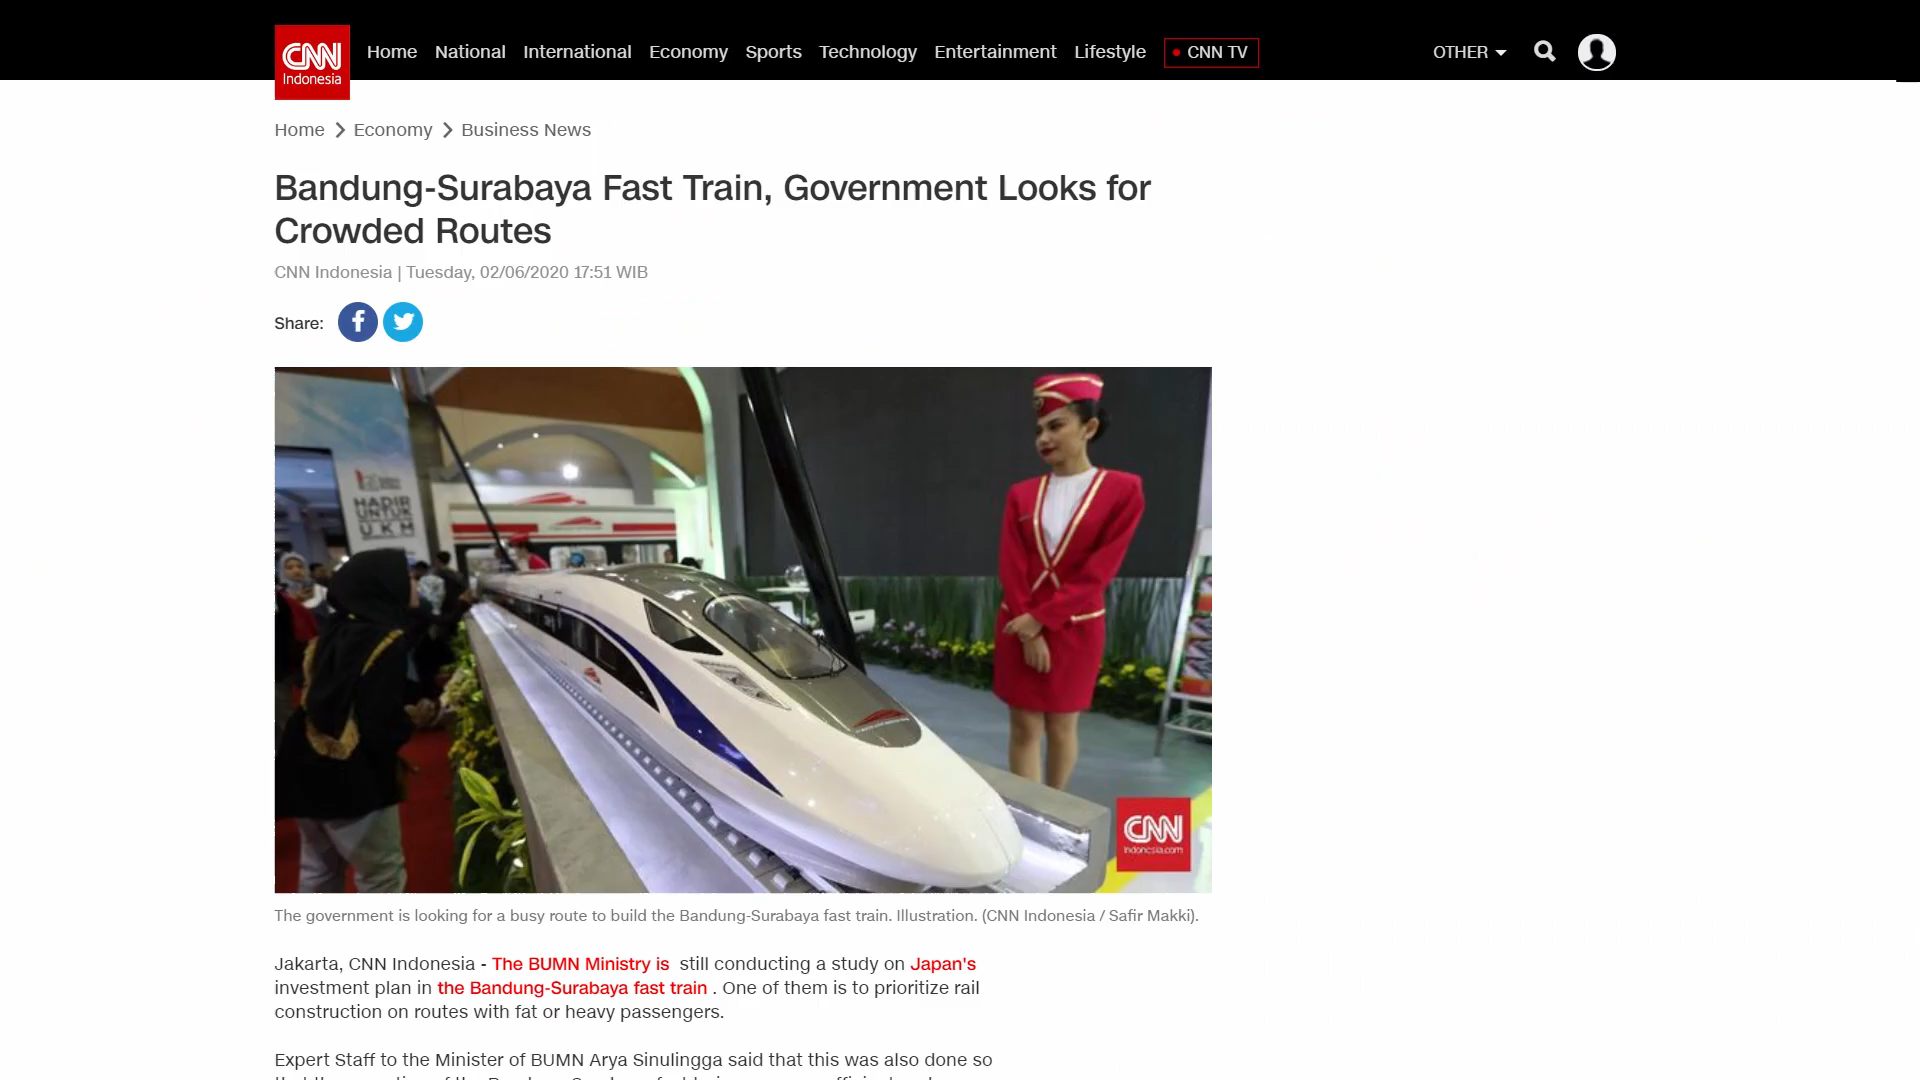 CNN
Indonesia
Home National International Economy Sports Technology Entertainment Lifestyle CNN TV OTHER
Home Economy Business News
Bandung-Surabaya Fast Train, Government Looks for
Crowded Routes
CNN Indonesia | Tuesday, 02/06/2020 17:51 WIB
Share:
HADIR
UNTUK
UKM
CNN
Indonesia.com
The government is looking for a busy route to build the Bandung-Surabaya fast train. Illustration. (CNN Indonesia / Safir Makki).
Jakarta, CNN Indonesia - The BUMN Ministry is still conducting a study on Japan's
investment plan in the Bandung-Surabaya fast train . One of them is to prioritize rail
construction on routes with fat or heavy passengers.
Expert Staff to the Minister of BUMN Arya Sinulingga said that this was also done so